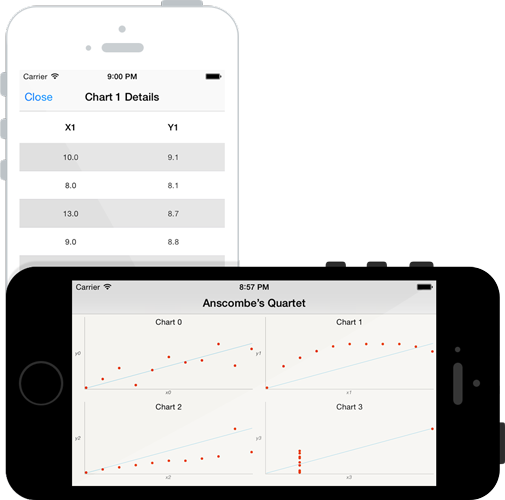 Carrier 9:00 PM
Close Chart 1 Details
X1 Y1
10.0 9.1
8.0 8.1
13.0 8.7
9.0 8.8
Carrier 8:57 PM
Anscombe's Quartet
Chart 0 Chart 1
y0 y1
x0 x1
Chart 2 Chart 3
y2 y3
x2 x3